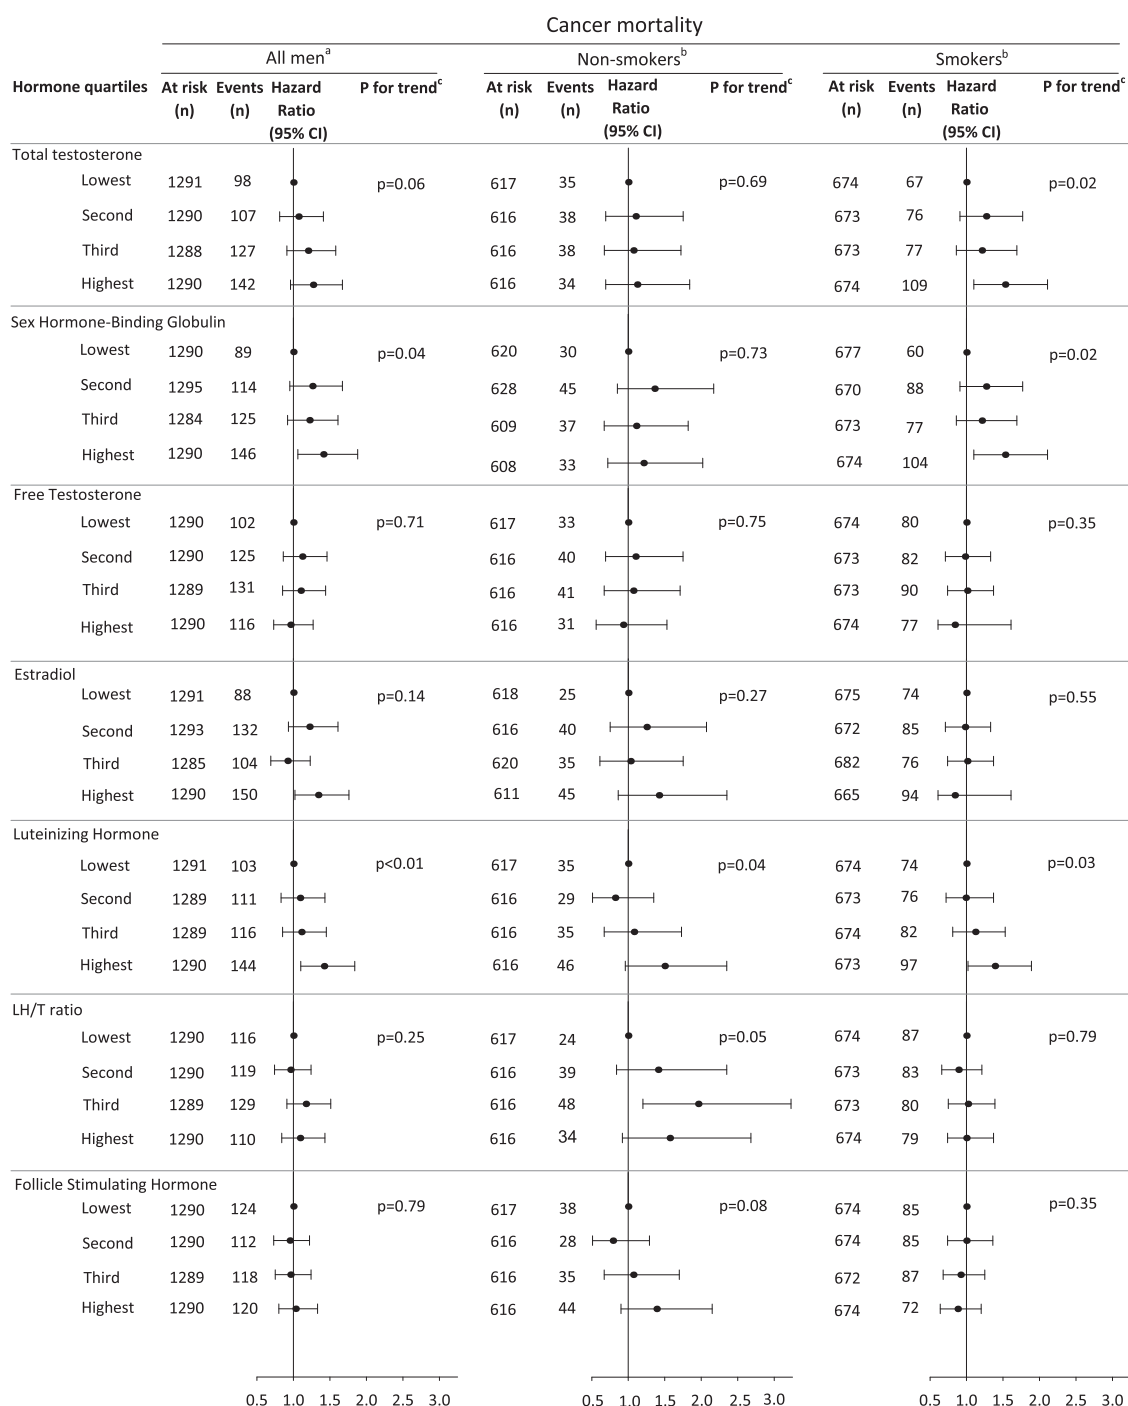 Cancer mortality
All menᵃ Non-smokersᵇ Smokersᵇ
Hormone quartiles At risk Events Hazard P for trendᶜ At risk Events Hazard P for trendᶜ At risk Events Hazard P for trendᶜ
(n) (n) Ratio (n) (n) Ratio (n) (n) Ratio
(95% CI) (95% CI) (95% CI)
Total testosterone
Lowest 1291 98 p=0.06 617 35 p=0.69 674 67 p=0.02
Second 1290 107 616 38 673 76
Third 1288 127 616 38 673 77
Highest 1290 142 616 34 674 109
Sex Hormone-Binding Globulin
Lowest 1290 89 p=0.04 620 30 p=0.73 677 60 p=0.02
Second 1295 114 628 45 670 88
Third 1284 125 609 37 673 77
Highest 1290 146 608 33 674 104
Free Testosterone
Lowest 1290 102 p=0.71 617 33 p=0.75 674 80 p=0.35
Second 1290 125 616 40 673 82
Third 1289 131 616 41 673 90
Highest 1290 116 616 31 674 77
Estradiol
Lowest 1291 88 p=0.14 618 25 p=0.27 675 74 p=0.55
Second 1293 132 616 40 672 85
Third 1285 104 620 35 682 76
Highest 1290 150 611 45 665 94
Luteinizing Hormone
Lowest 1291 103 p<0.01 617 35 p=0.04 674 74 p=0.03
Second 1289 111 616 29 673 76
Third 1289 116 616 35 674 82
Highest 1290 144 616 46 673 97
LH/T ratio
Lowest 1290 116 p=0.25 617 24 p=0.05 674 87 p=0.79
Second 1290 119 616 39 673 83
Third 1289 129 616 48 673 80
Highest 1290 110 616 34 674 79
Follicle Stimulating Hormone
Lowest 1290 124 p=0.79 617 38 p=0.08 674 85 p=0.35
Second 1290 112 616 28 674 85
Third 1289 118 616 35 672 87
Highest 1290 120 616 44 674 72
0.5 1.0 1.5 2.0 3.0 0.5 1.0 2.0 2.0 3.0 0.5 1.0 2.0 2.0 3.0